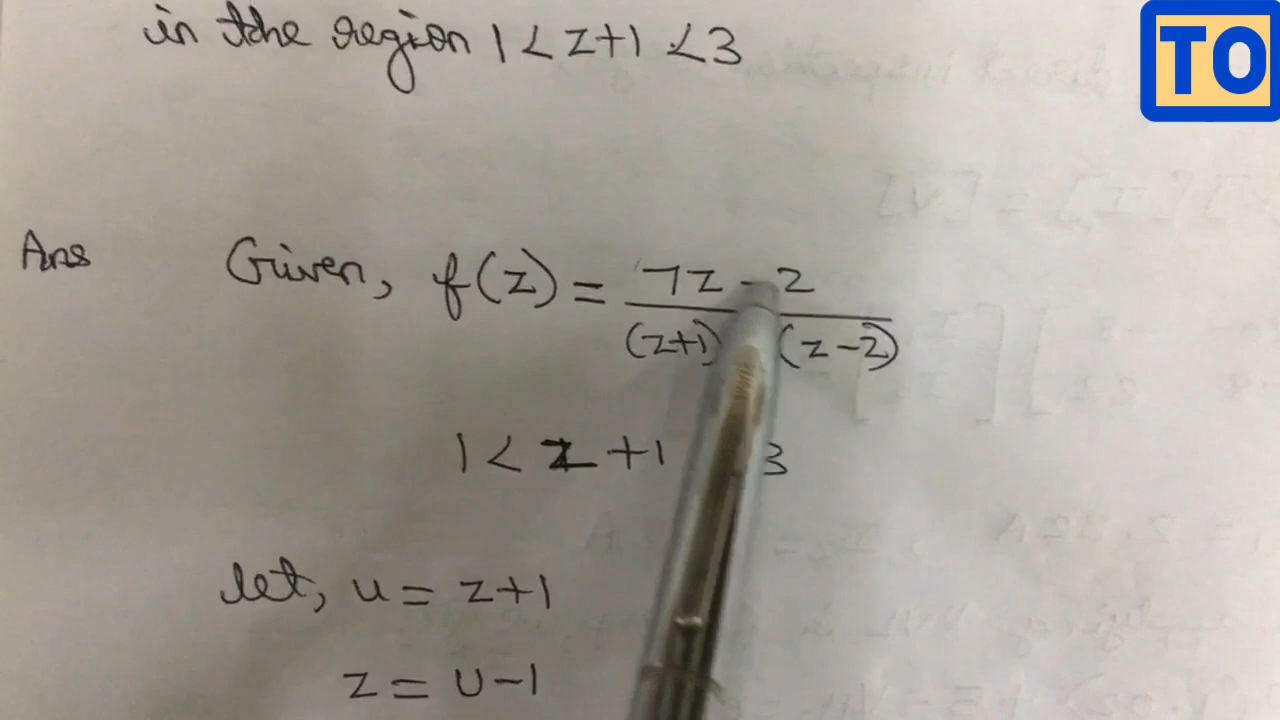 in the region 1 < z+1 < 3
TO
Ans Given, f(z) = 7z - 2
(z+1) (z-2)
1 < z + 1 3
let, u = z+1
z = u-1